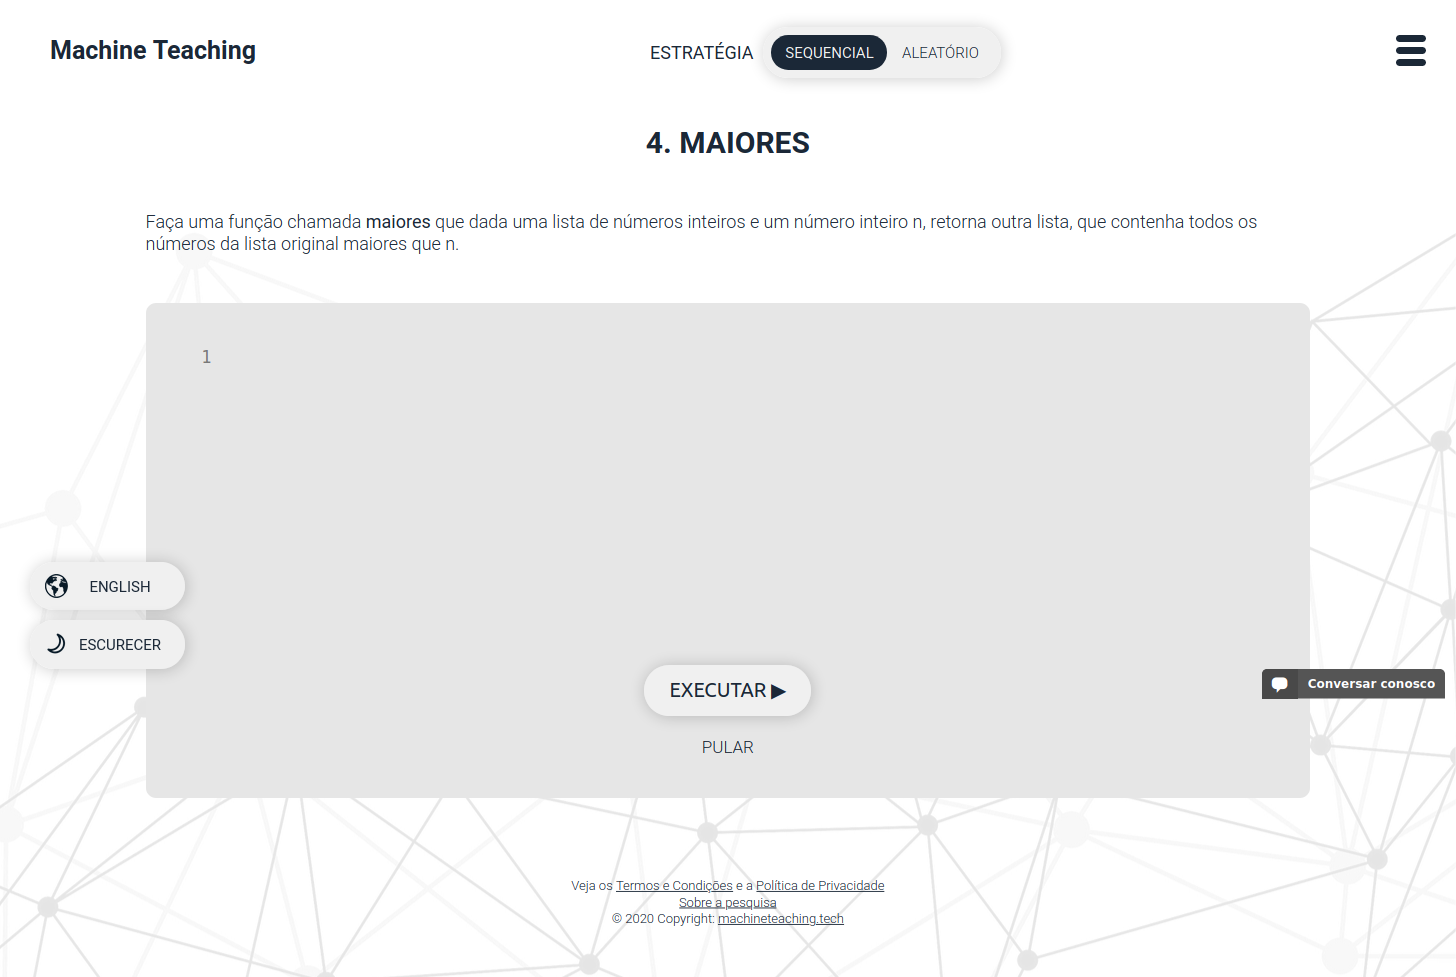 Machine Teaching
ESTRATÉGIA SEQUENCIAL ALEATÓRIO
4. MAIORES
Faça uma função chamada maiores que dada uma lista de números inteiros e um número inteiro n, retorna outra lista, que contenha todos os
números da lista original maiores que n.
1
ENGLISH
ESCURECER
EXECUTAR ▶
Conversar conosco
PULAR
Veja os Termos e Condições e a Política de Privacidade
Sobre a pesquisa
© 2020 Copyright: machineteaching.tech